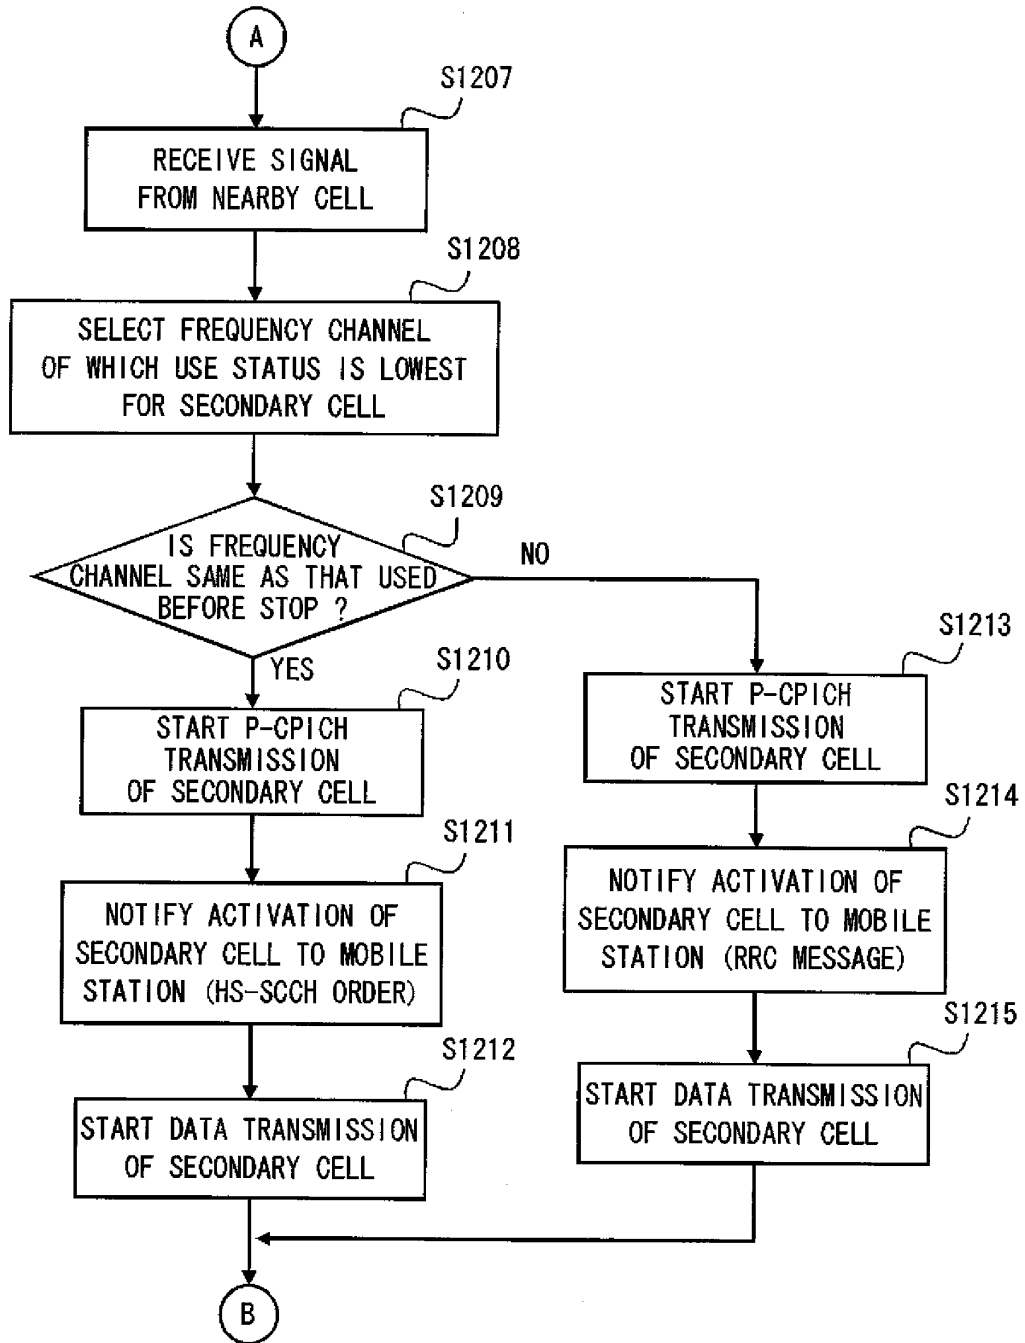 A
S1207
RECEIVE SIGNAL
FROM NEARBY CELL
S1208
SELECT FREQUENCY CHANNEL
OF WHICH USE STATUS IS LOWEST
FOR SECONDARY CELL
S1209
IS FREQUENCY
CHANNEL SAME AS THAT USED
BEFORE STOP ?
NO
YES
S1210
START P-CPICH
TRANSMISSION
OF SECONDARY CELL
S1211
NOTIFY ACTIVATION OF
SECONDARY CELL TO MOBILE
STATION (HS-SCCH ORDER)
S1212
START DATA TRANSMISSION
OF SECONDARY CELL
S1213
START P-CPICH
TRANSMISSION
OF SECONDARY CELL
S1214
NOTIFY ACTIVATION OF
SECONDARY CELL TO MOBILE
STATION (RRC MESSAGE)
S1215
START DATA TRANSMISSION
OF SECONDARY CELL
B